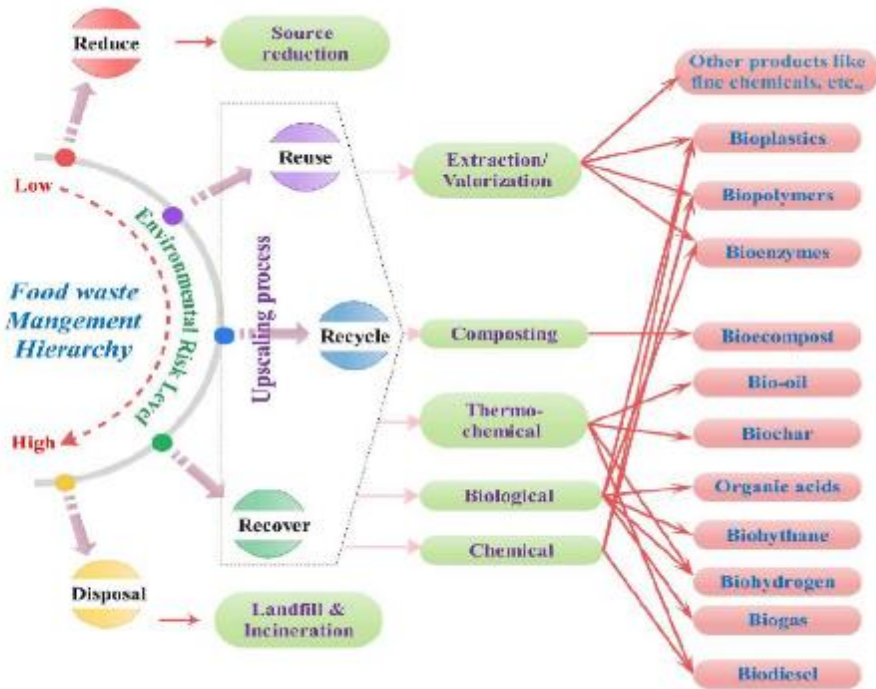 Reduce
Source
reduction
Low
Food waste
Mangement
Hierarchy
High
Environmental Risk Level
Upscaling process
Reuse
Recycle
Recover
Disposal
Landfill &
Incineration
Extraction/
Valorization
Composting
Thermo-
chemical
Biological
Chemical
Other products like
fine chemicals, etc.,
Bioplastics
Biopolymers
Bioenzymes
Bioecompost
Bio-oil
Biochar
Organic acids
Biohythane
Biohydrogen
Biogas
Biodiesel